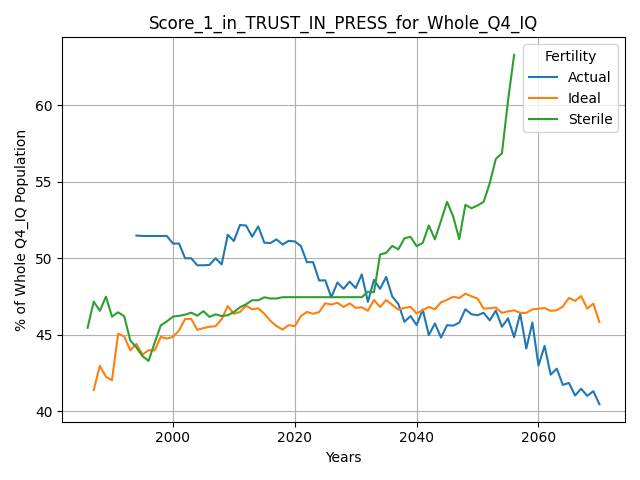 Score_1_in_TRUST_IN_PRESS_for_Whole_Q4_IQ
Fertility
Actual
Ideal
Sterile
% of Whole Q4_IQ Population
60
55
50
45
40
2000
2020
2040
2060
Years